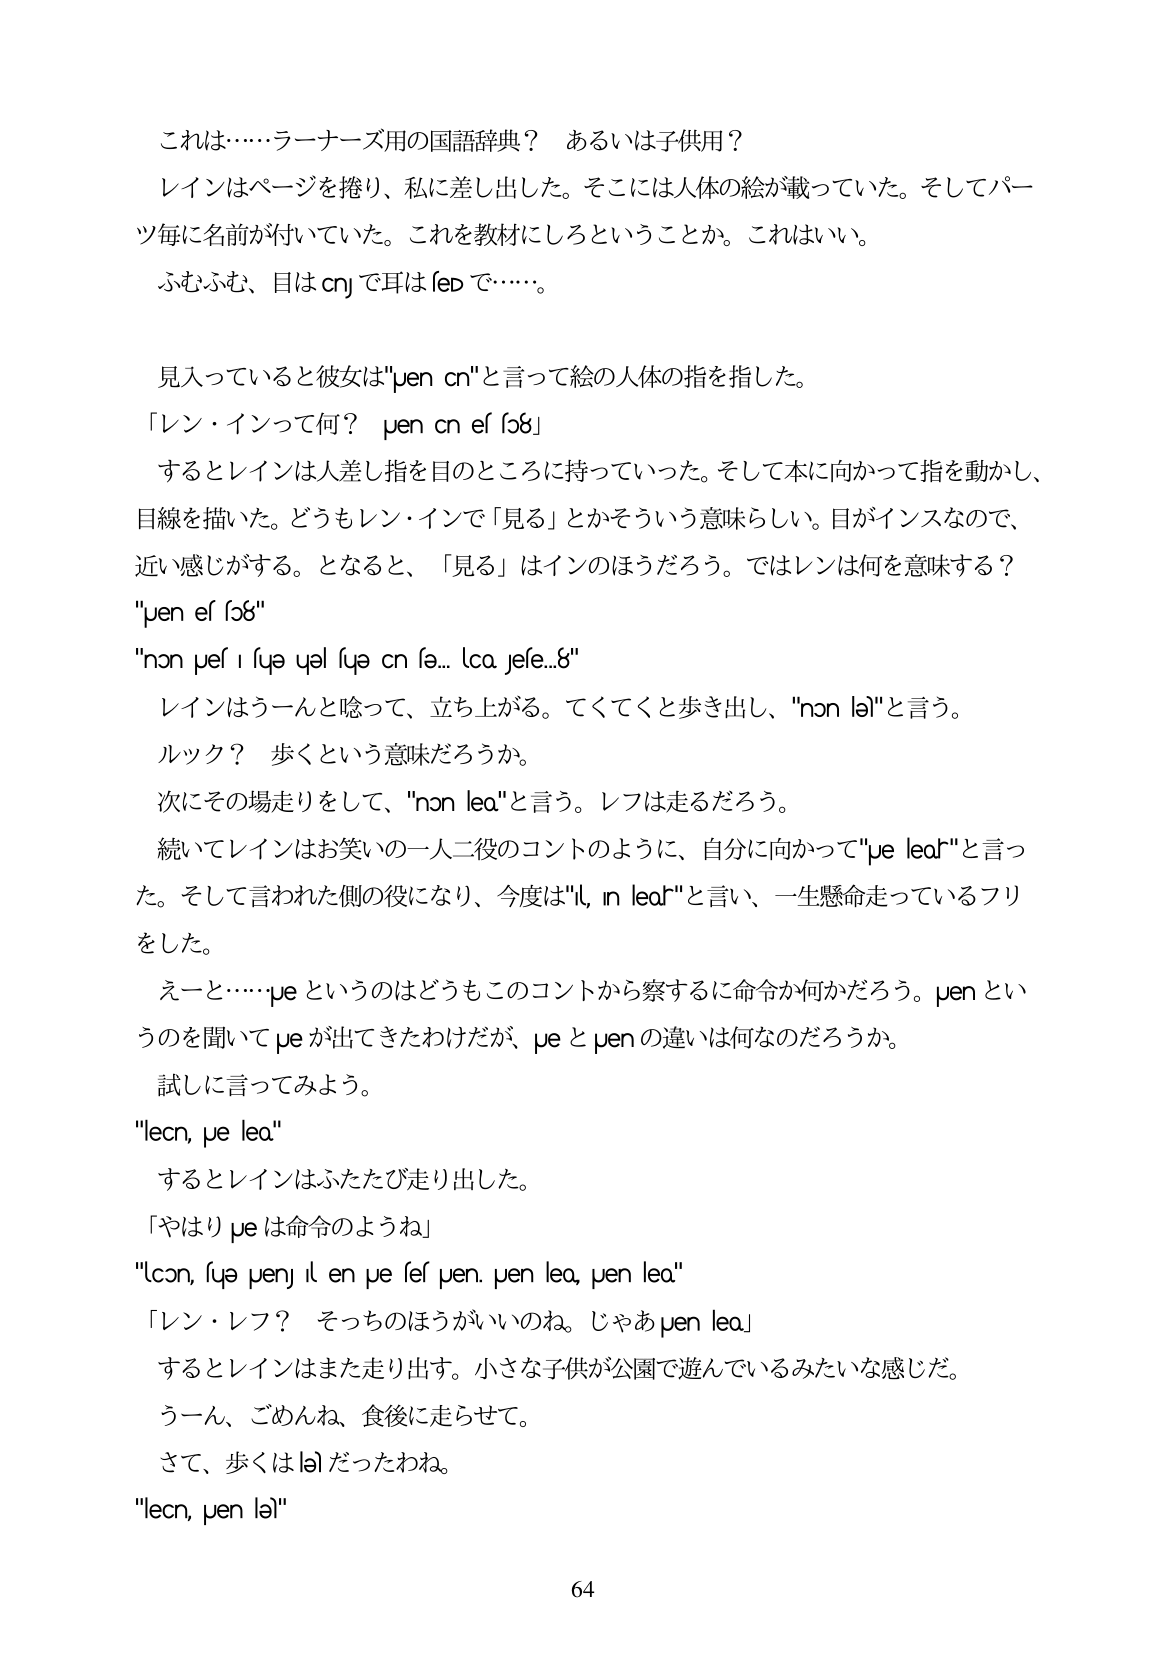 これは……ラーナーズ用の国語辞典？　あるいは子供用？
レインはページを捲り、私に差し出した。そこには人体の絵が載っていた。そしてパー
ツ毎に名前が付いていた。これを教材にしろということか。これはいい。
ふむふむ、目は cnȷ で耳は ſeɒ で……。
見入っていると彼女は"µen cn"と言って絵の人体の指を指した。
「レン・インって何？　µen cn eſ ſɔ8」
するとレインは人差し指を目のところに持っていった。そして本に向かって指を動かし、
目線を描いた。どうもレン・インで「見る」とかそういう意味らしい。目がインスなので、
近い感じがする。となると、「見る」はインのほうだろう。ではレンは何を意味する？
"µen eſ ſɔ8"
"nɔn µeſ ı ſyə yəl ſyə cn ſə... lca ȷeſe...8"
レインはうーんと唸って、立ち上がる。てくてくと歩き出し、"nɔn lə)"と言う。
ルック？　歩くという意味だろうか。
次にその場走りをして、"nɔn lea"と言う。レフは走るだろう。
続いてレインはお笑いの一人二役のコントのように、自分に向かって"µe leaŀ"と言っ
た。そして言われた側の役になり、今度は"ıl, ın leaŀ"と言い、一生懸命走っているフリ
をした。
えーと……µe というのはどうもこのコントから察するに命令か何かだろう。µen とい
うのを聞いて µe が出てきたわけだが、µe と µen の違いは何なのだろうか。
試しに言ってみよう。
"lecn, µe lea"
するとレインはふたたび走り出した。
「やはり µe は命令のようね」
"lcɔn, ſyə µenȷ ıl en µe ſeſ µen. µen lea, µen lea"
「レン・レフ？　そっちのほうがいいのね。じゃあ µen lea」
するとレインはまた走り出す。小さな子供が公園で遊んでいるみたいな感じだ。
うーん、ごめんね、食後に走らせて。
さて、歩くは lə) だったわね。
"lecn, µen lə)"
64